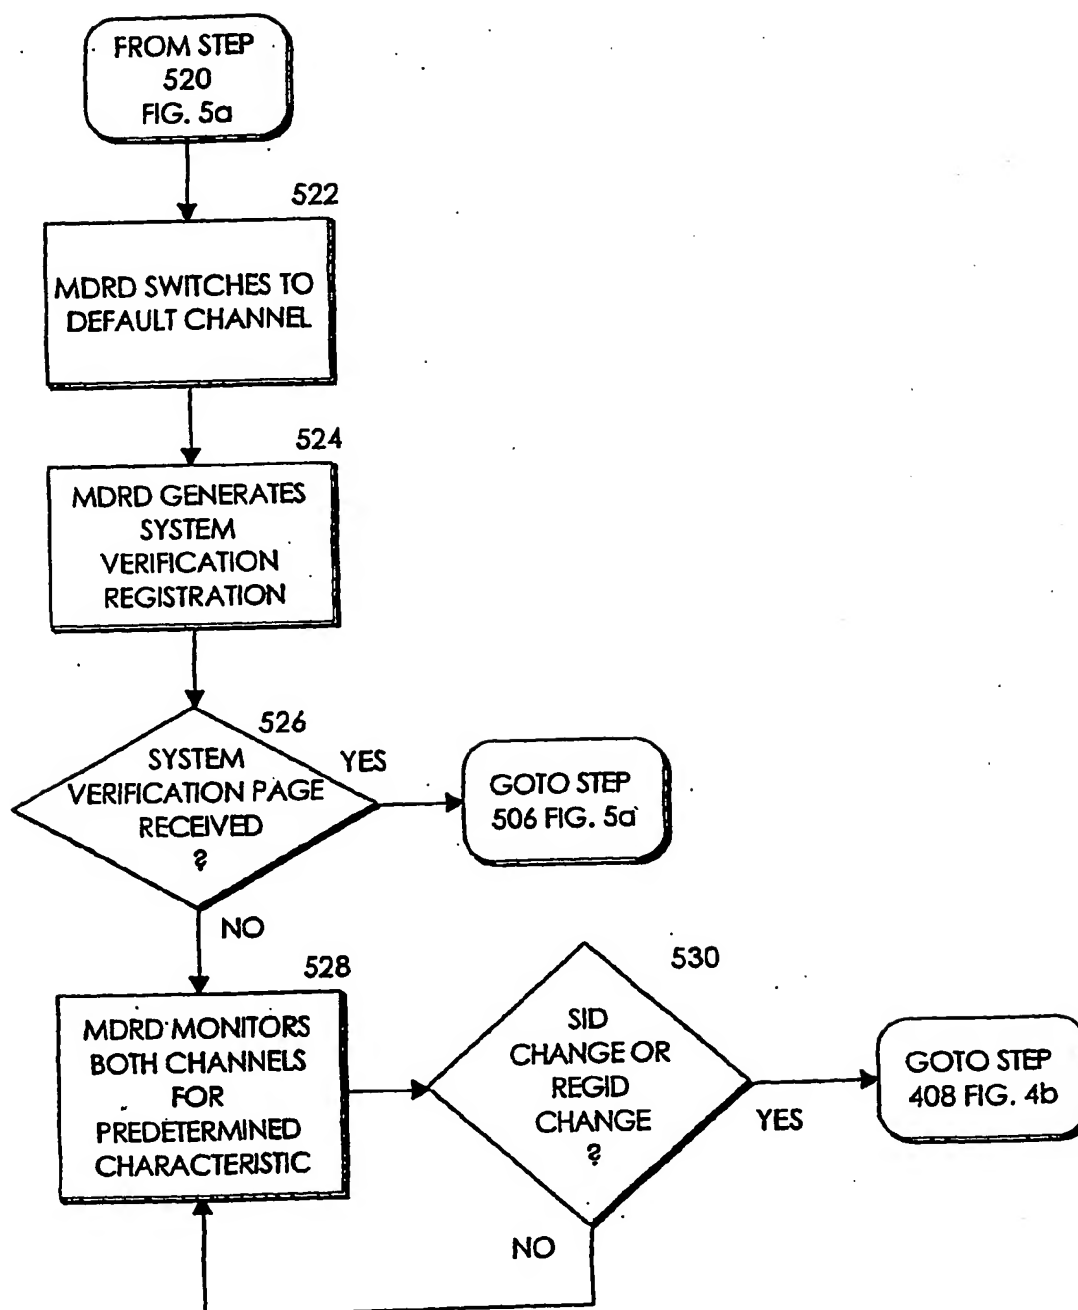 FROM STEP
520
FIG. 5a
522
MDRD SWITCHES TO
DEFAULT CHANNEL
524
MDRD GENERATES
SYSTEM
VERIFICATION
REGISTRATION
526
SYSTEM
VERIFICATION PAGE
RECEIVED
?
YES
GOTO STEP
506 FIG. 5a
NO
528
MDRD MONITORS
BOTH CHANNELS
FOR
PREDETERMINED
CHARACTERISTIC
530
SID
CHANGE OR
REGID
CHANGE
?
YES
GOTO STEP
408 FIG. 4b
NO